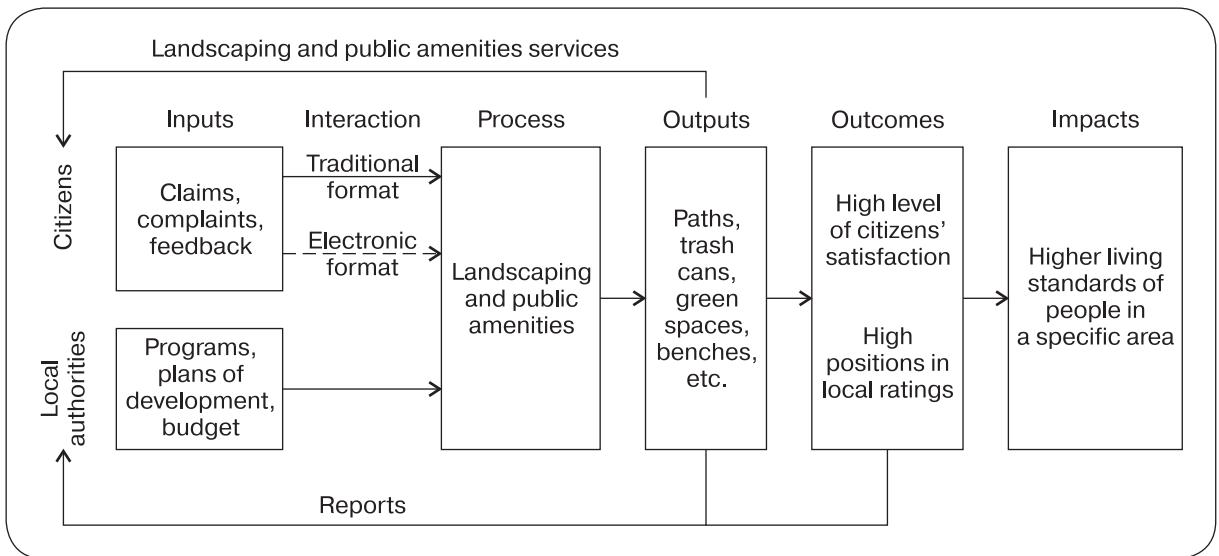 Landscaping and public amenities services
Inputs
Interaction
Process
Outputs
Outcomes
Impacts
Citizens
Claims,
complaints,
feedback
Traditional
format
Electronic
format
Local
authorities
Programs,
plans of
development,
budget
Landscaping
and public
amenities
Paths,
trash
cans,
green
spaces,
benches,
etc.
High level
of citizens’
satisfaction
High
positions in
local ratings
Higher living
standards of
people in
a specific area
Reports